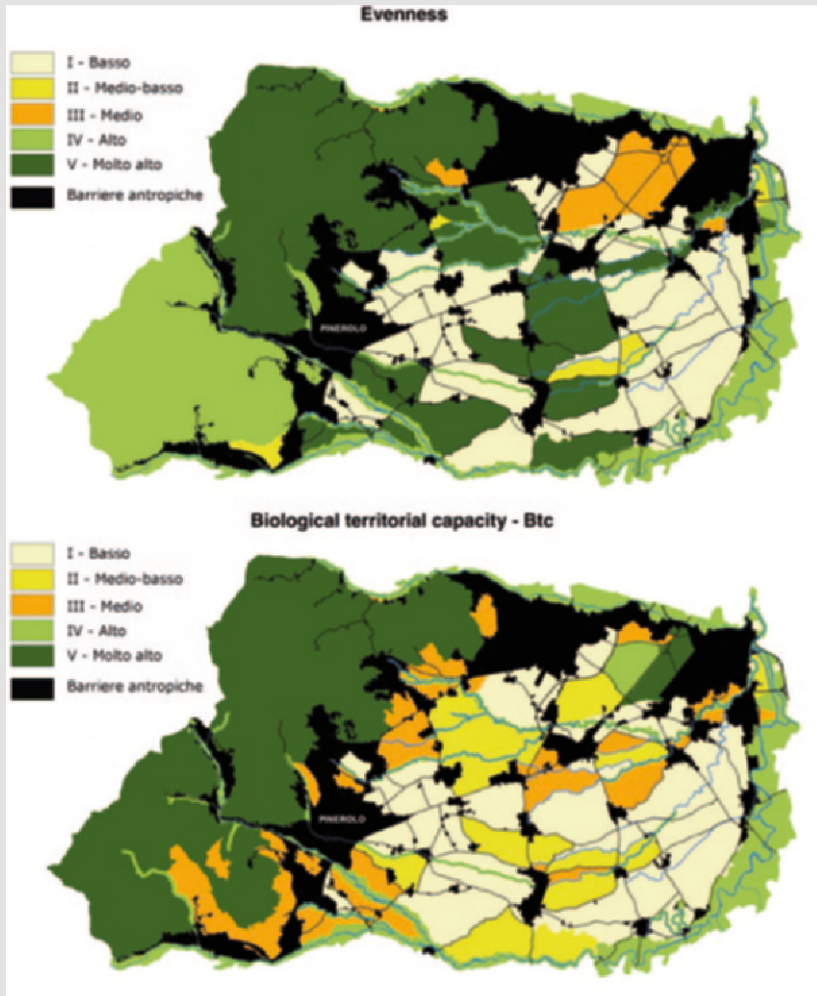 Evenness
I - Basso
II - Medio-basso
III - Medio
IV - Alto
V - Molto alto
Barriere antropiche
PINEROLO
Biological territorial capacity - Btc
I - Basso
II - Medio-basso
III - Medio
IV - Alto
V - Molto alto
Barriere antropiche
PINEROLO